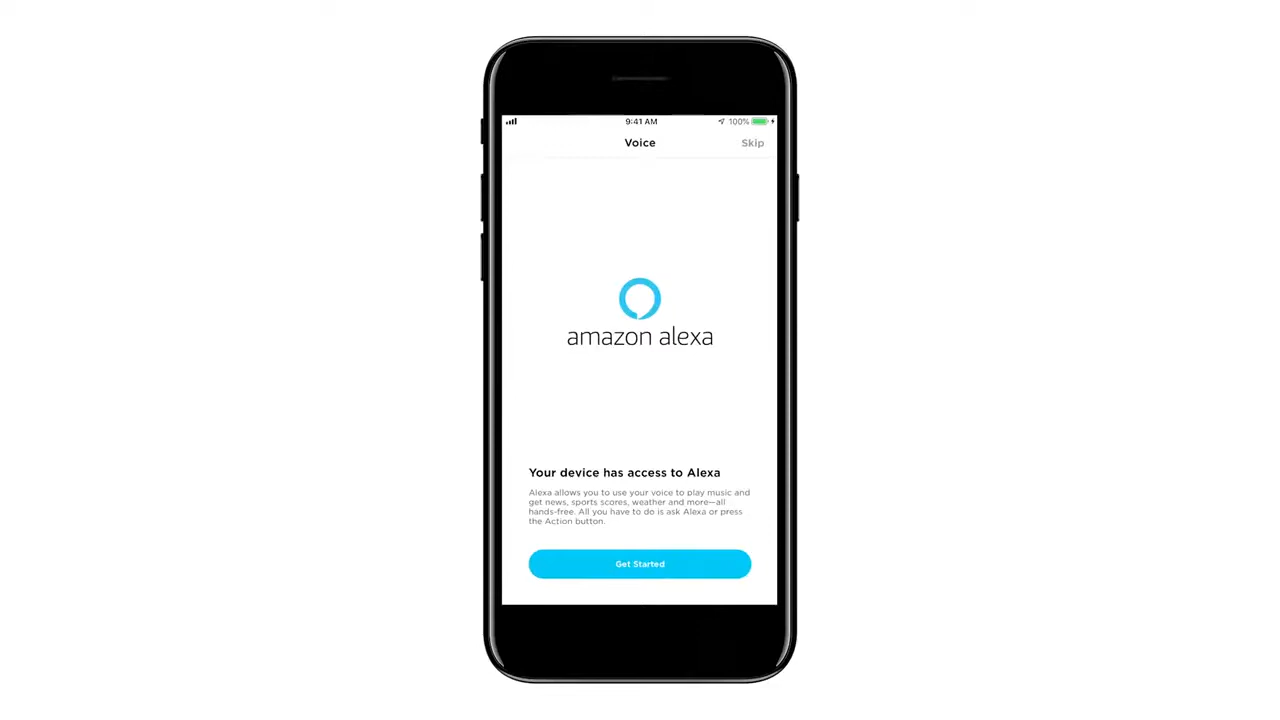 9:41 AM
100%
Voice
Skip
amazon alexa
Your device has access to Alexa
Alexa allows you to use your voice to play music and
get news, sports scores, weather and more—all
hands-free. All you have to do is ask Alexa or press
the Action button.
Get Started